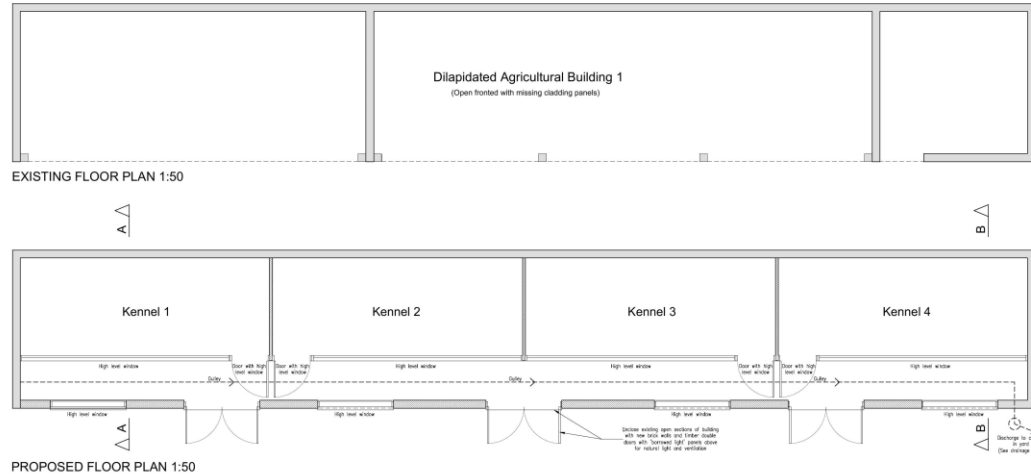 Dilapidated Agricultural Building 1
(Open fronted with missing cladding panels)
EXISTING FLOOR PLAN 1:50
A
B
Kennel 1
Kennel 2
Kennel 3
Kennel 4
High level window
Door with high
level window
Door with high
level window
High level window
High level window
Door with high
level window
Door with high
level window
High level window
Gulley
Gulley
Gulley
High level window
High level window
High level window
High level window
A
Enclose existing open sections of building
with new brick walls and timber double
doors with "borrowed light" panels above
for natural light and ventilation
B
Discharge to
in yard
(See drainage
PROPOSED FLOOR PLAN 1:50